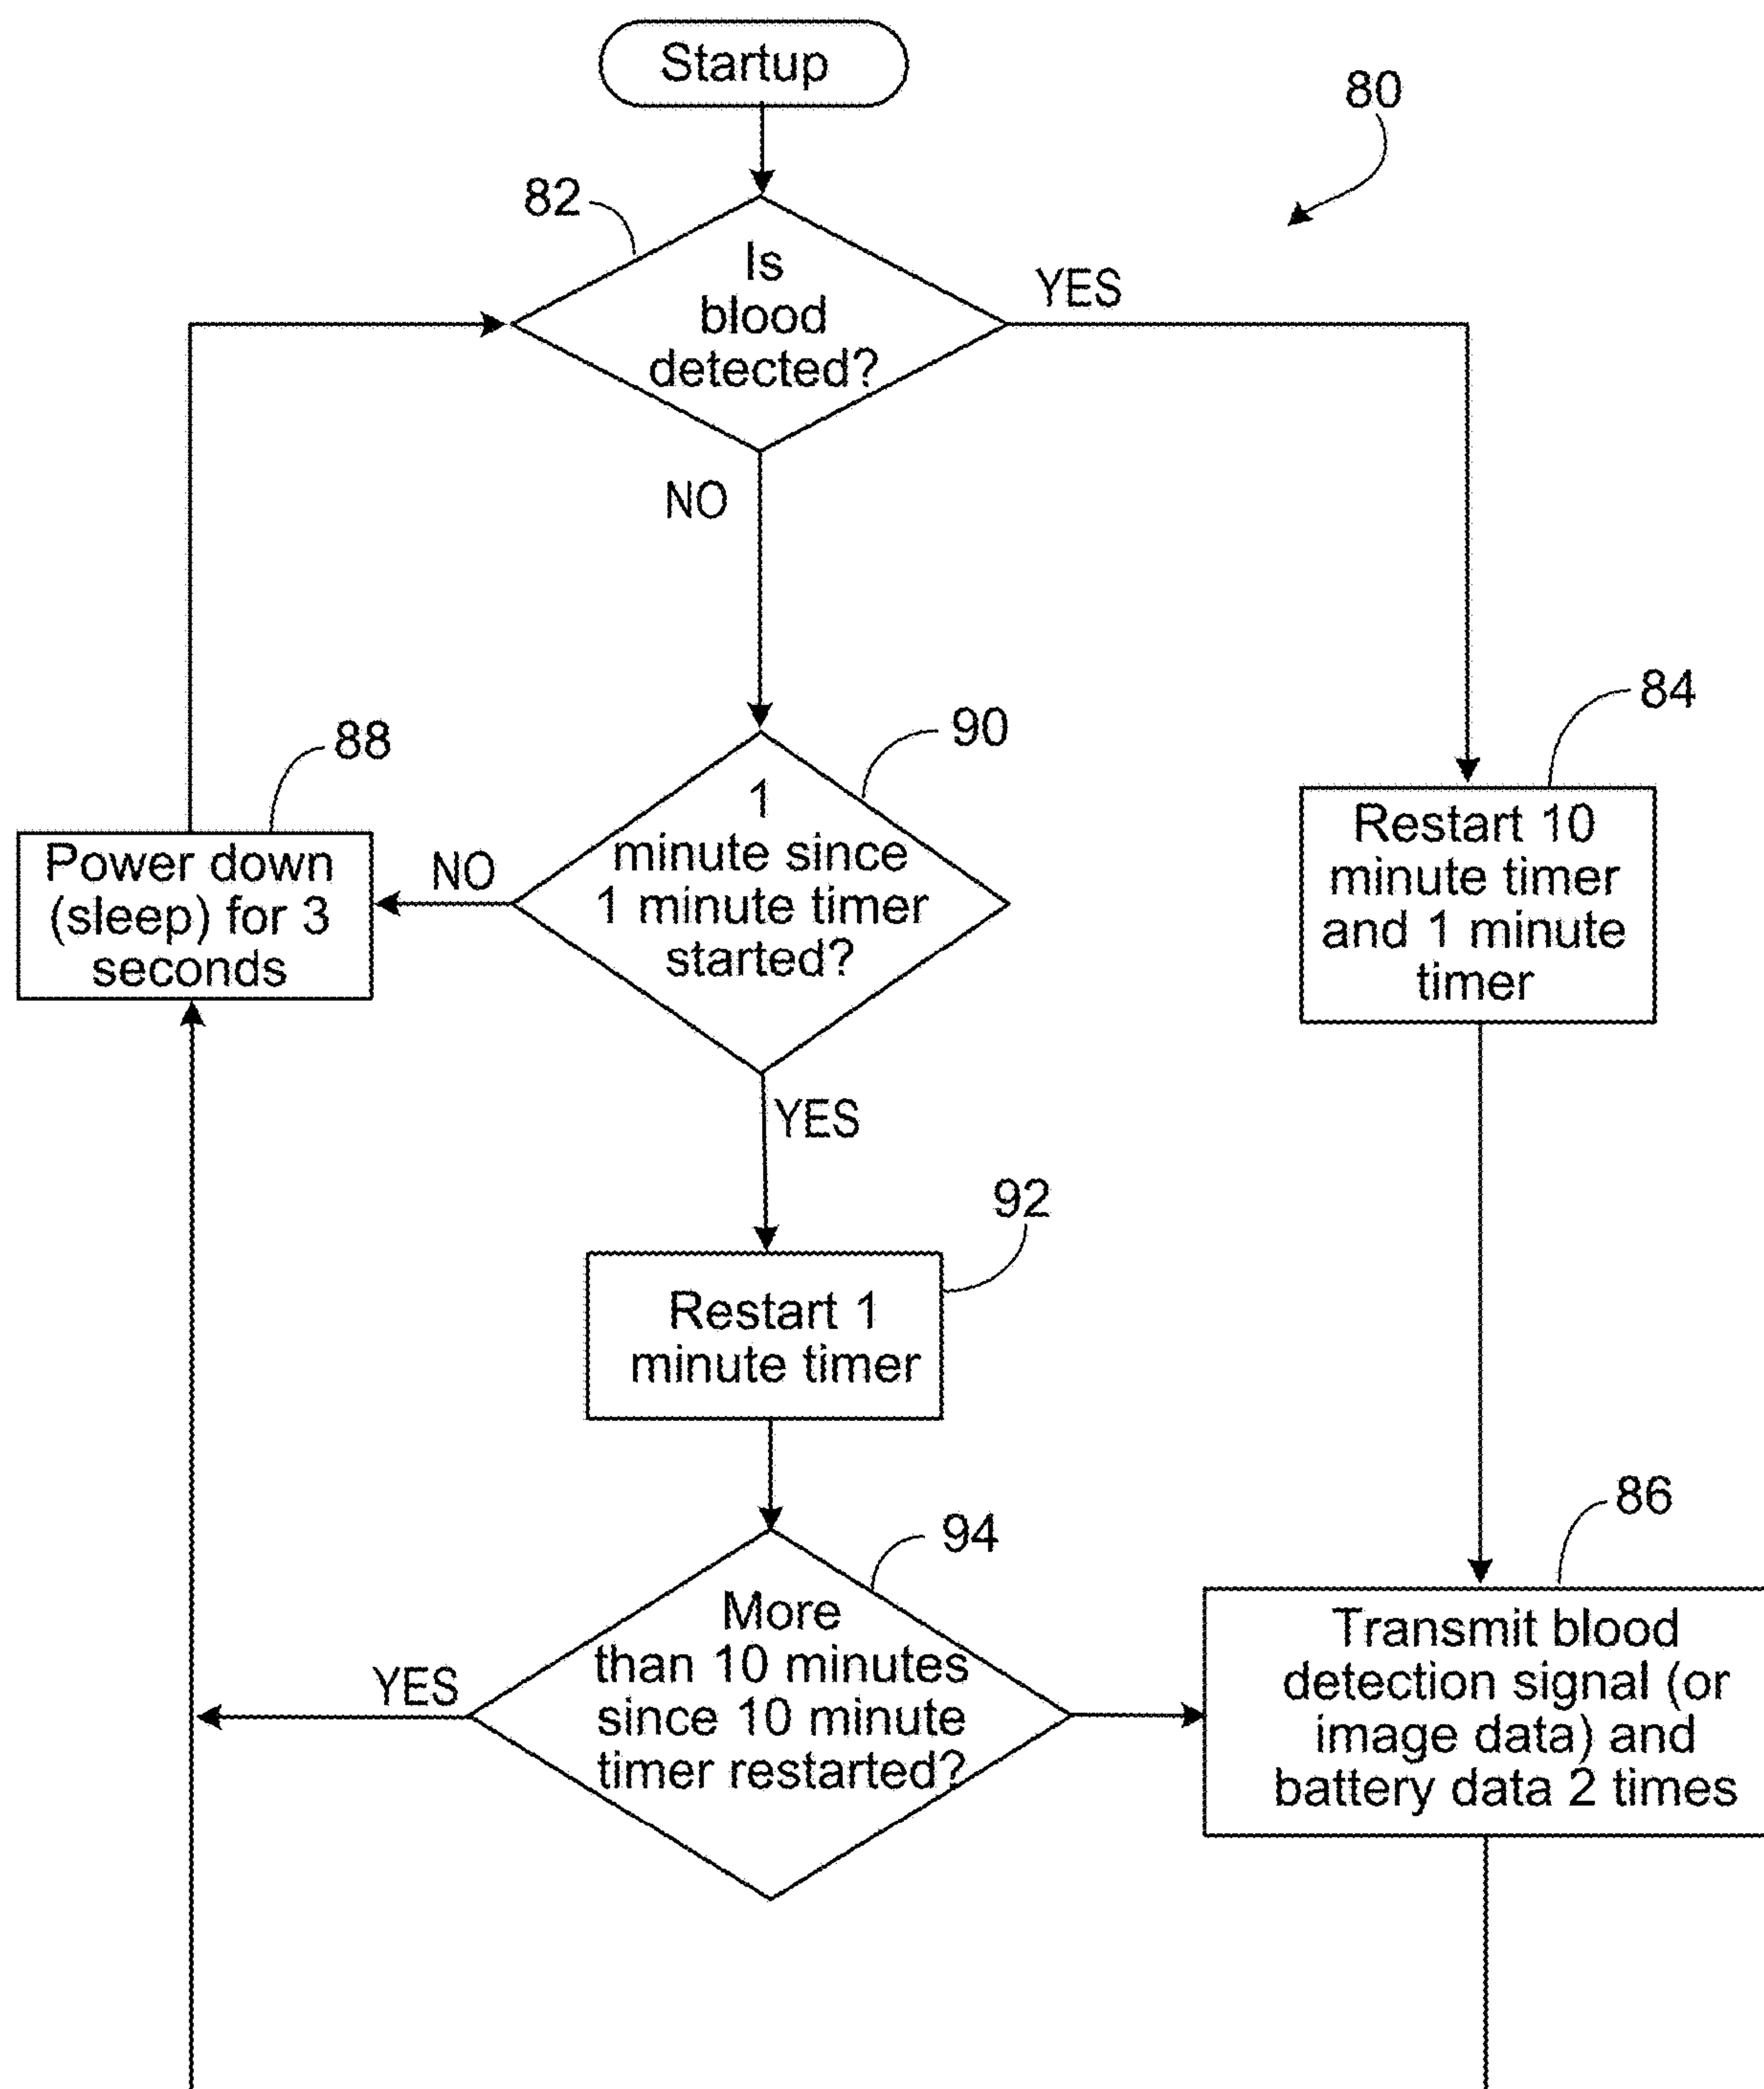 Startup
80
82
Is
blood
detected?
YES
NO
84
90
88
1
minute since
1 minute timer
started?
NO
Power down
(sleep) for 3
seconds
Restart 10
minute timer
and 1 minute
timer
YES
92
Restart 1
minute timer
86
94
More
than 10 minutes
since 10 minute
timer restarted?
YES
Transmit blood
detection signal (or
image data) and
battery data 2 times